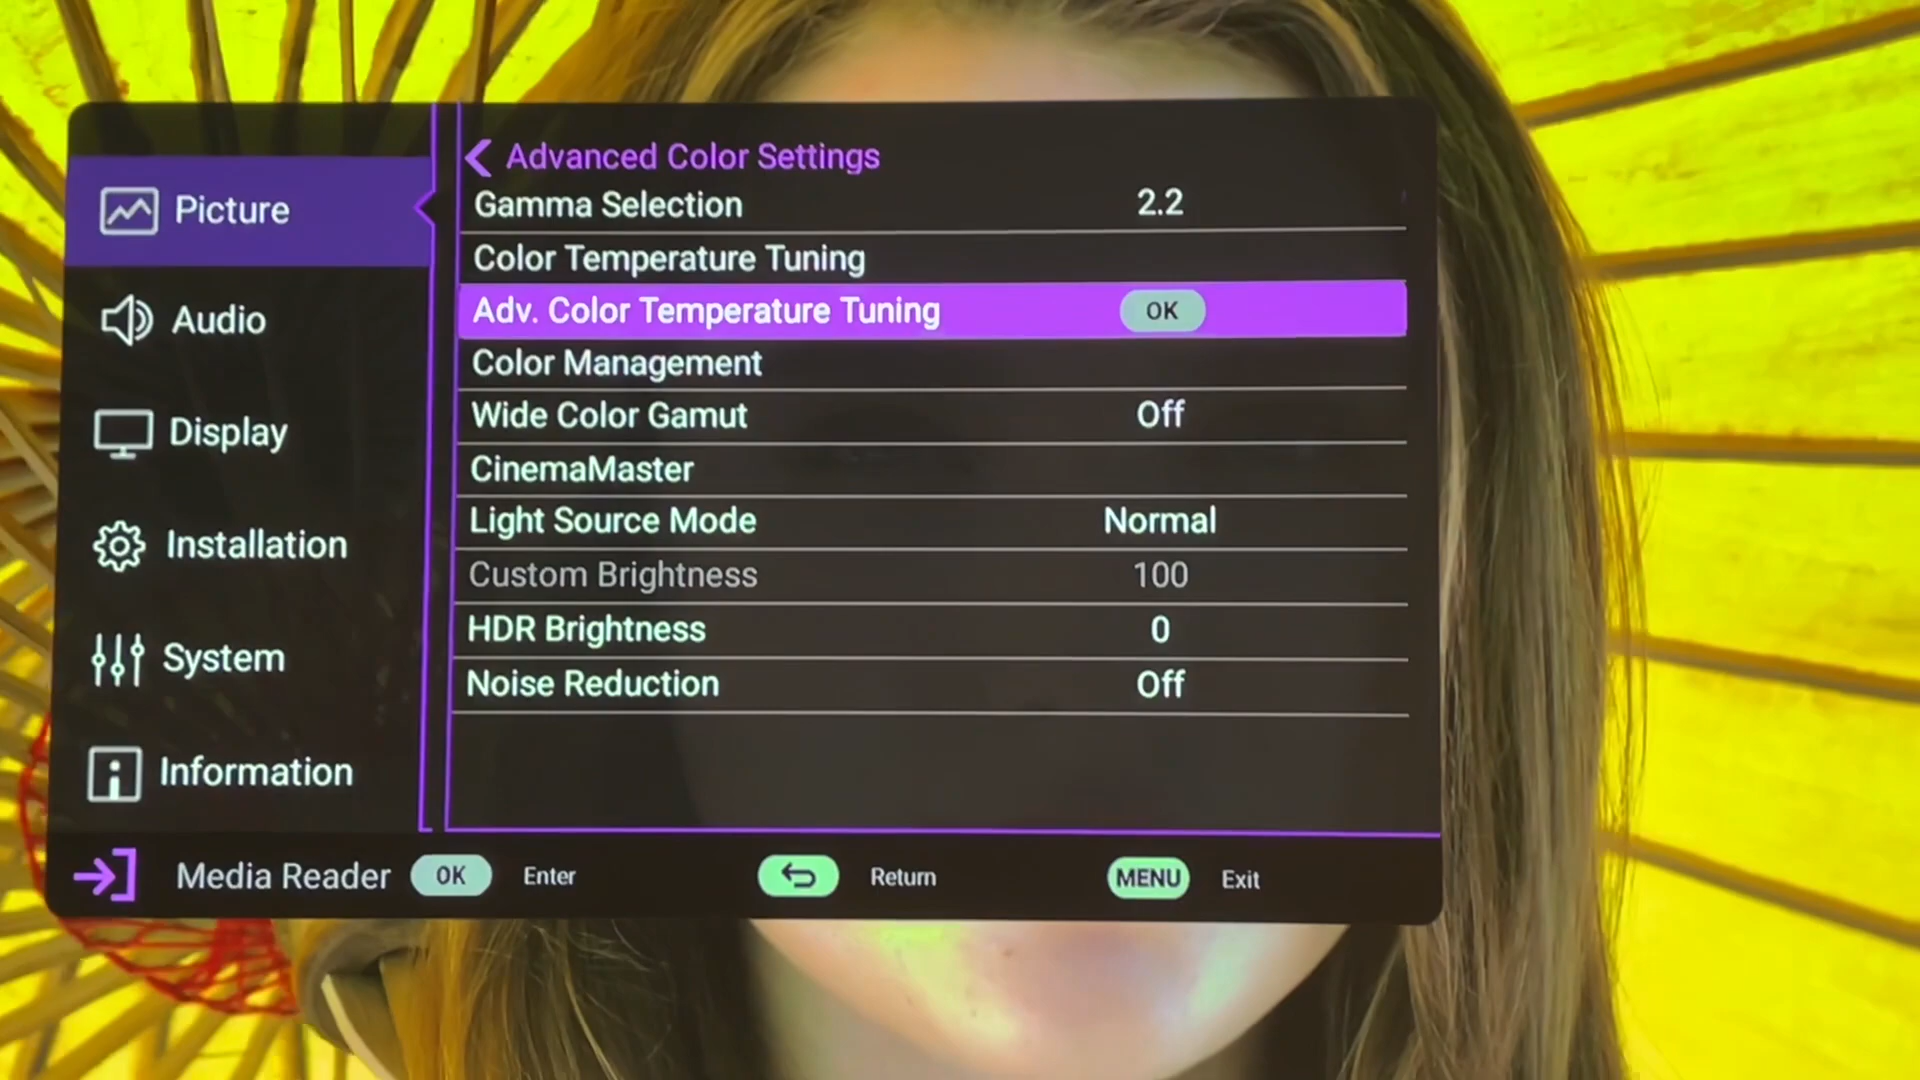 Advanced Color Settings
Picture
Audio
Display
Installation
System
Information
Gamma Selection 2.2
Color Temperature Tuning
Adv. Color Temperature Tuning OK
Color Management
Wide Color Gamut Off
CinemaMaster
Light Source Mode Normal
Custom Brightness 100
HDR Brightness 0
Noise Reduction Off
Media Reader OK Enter Return MENU Exit